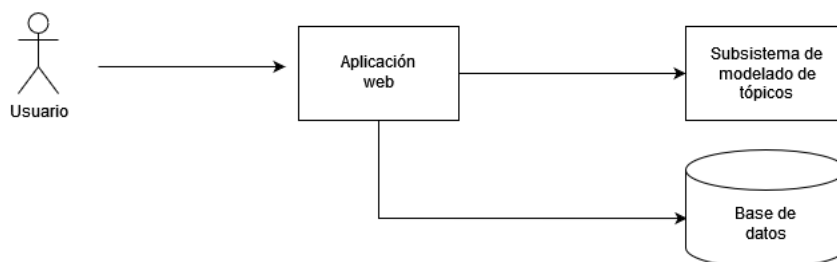 Usuario
Aplicación
web
Subsistema de
modelado de
tópicos
Base de
datos